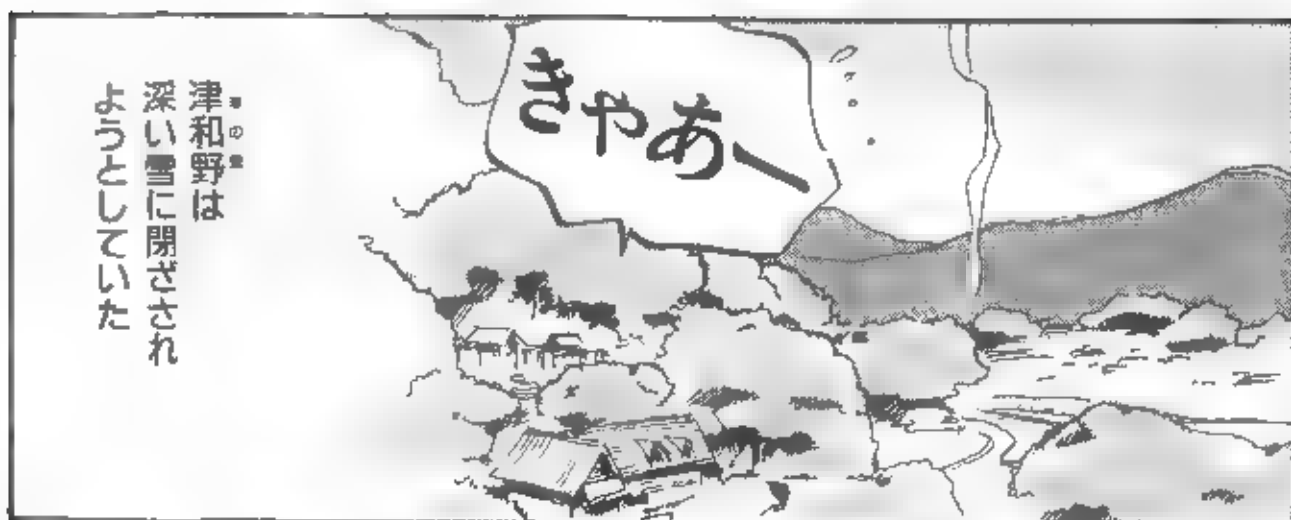 きゃあー
津和野は
深い雪に閉ざされ
ようとしていた